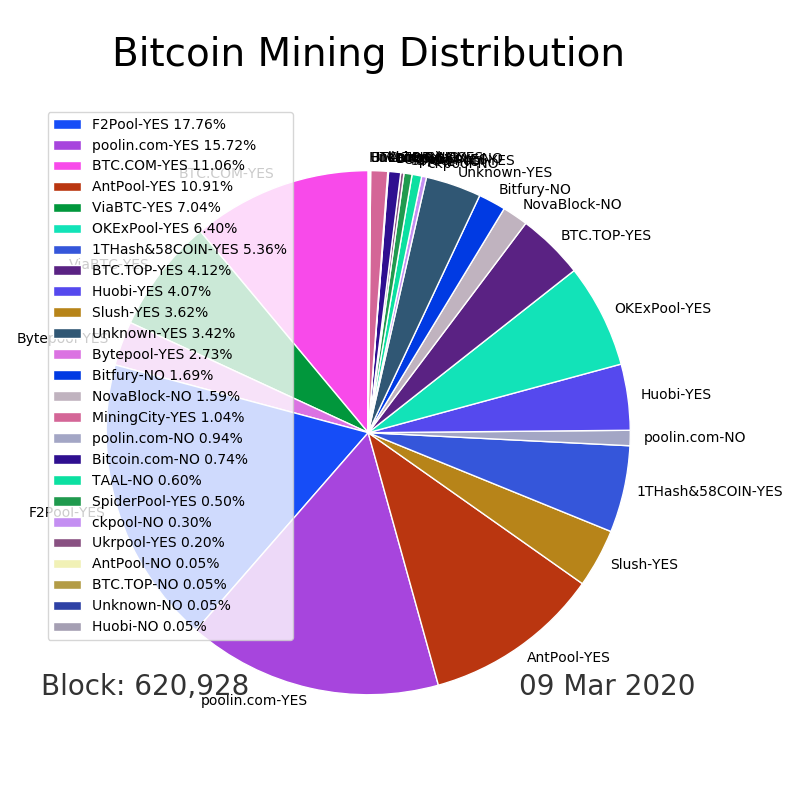 Bitcoin Mining Distribution
F2Pool-YES 17.76%
poolin.com-YES 15.72%
BTC.COM-YES 11.06%
AntPool-YES 10.91%
ViaBTC-YES 7.04%
OKExPool-YES 6.40%
1THash&58COIN-YES 5.36%
BTC.TOP-YES 4.12%
Huobi-YES 4.07%
Slush-YES 3.62%
Unknown-YES 3.42%
Bytepool-YES 2.73%
Bitfury-NO 1.69%
NovaBlock-NO 1.59%
MiningCity-YES 1.04%
poolin.com-NO 0.94%
Bitcoin.com-NO 0.74%
TAAL-NO 0.60%
SpiderPool-YES 0.50%
ckpool-NO 0.30%
Ukrpool-YES 0.20%
AntPool-NO 0.05%
BTC.TOP-NO 0.05%
Unknown-NO 0.05%
Huobi-NO 0.05%
BTC.COM-YES
ViaBTC-YES
Bytepool-YES
F2Pool-YES
poolin.com-YES
ckpool-NO
Unknown-YES
Bitfury-NO
NovaBlock-NO
BTC.TOP-YES
OKExPool-YES
Huobi-YES
poolin.com-NO
1THash&58COIN-YES
Slush-YES
AntPool-YES
Block: 620,928
09 Mar 2020